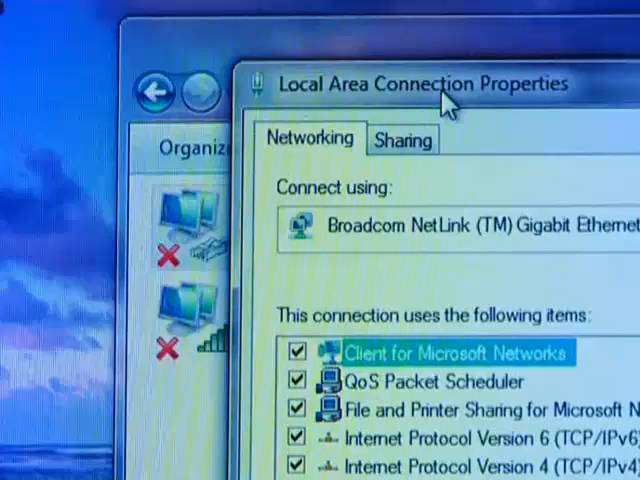 Local Area Connection Properties
Organiz
Networking
Sharing
Connect using:
Broadcom NetLink (TM) Gigabit Ethernet
This connection uses the following items:
Client for Microsoft Networks
QoS Packet Scheduler
File and Printer Sharing for Microsoft N
Internet Protocol Version 6 (TCP/IPv6)
Internet Protocol Version 4 (TCP/IPv4)